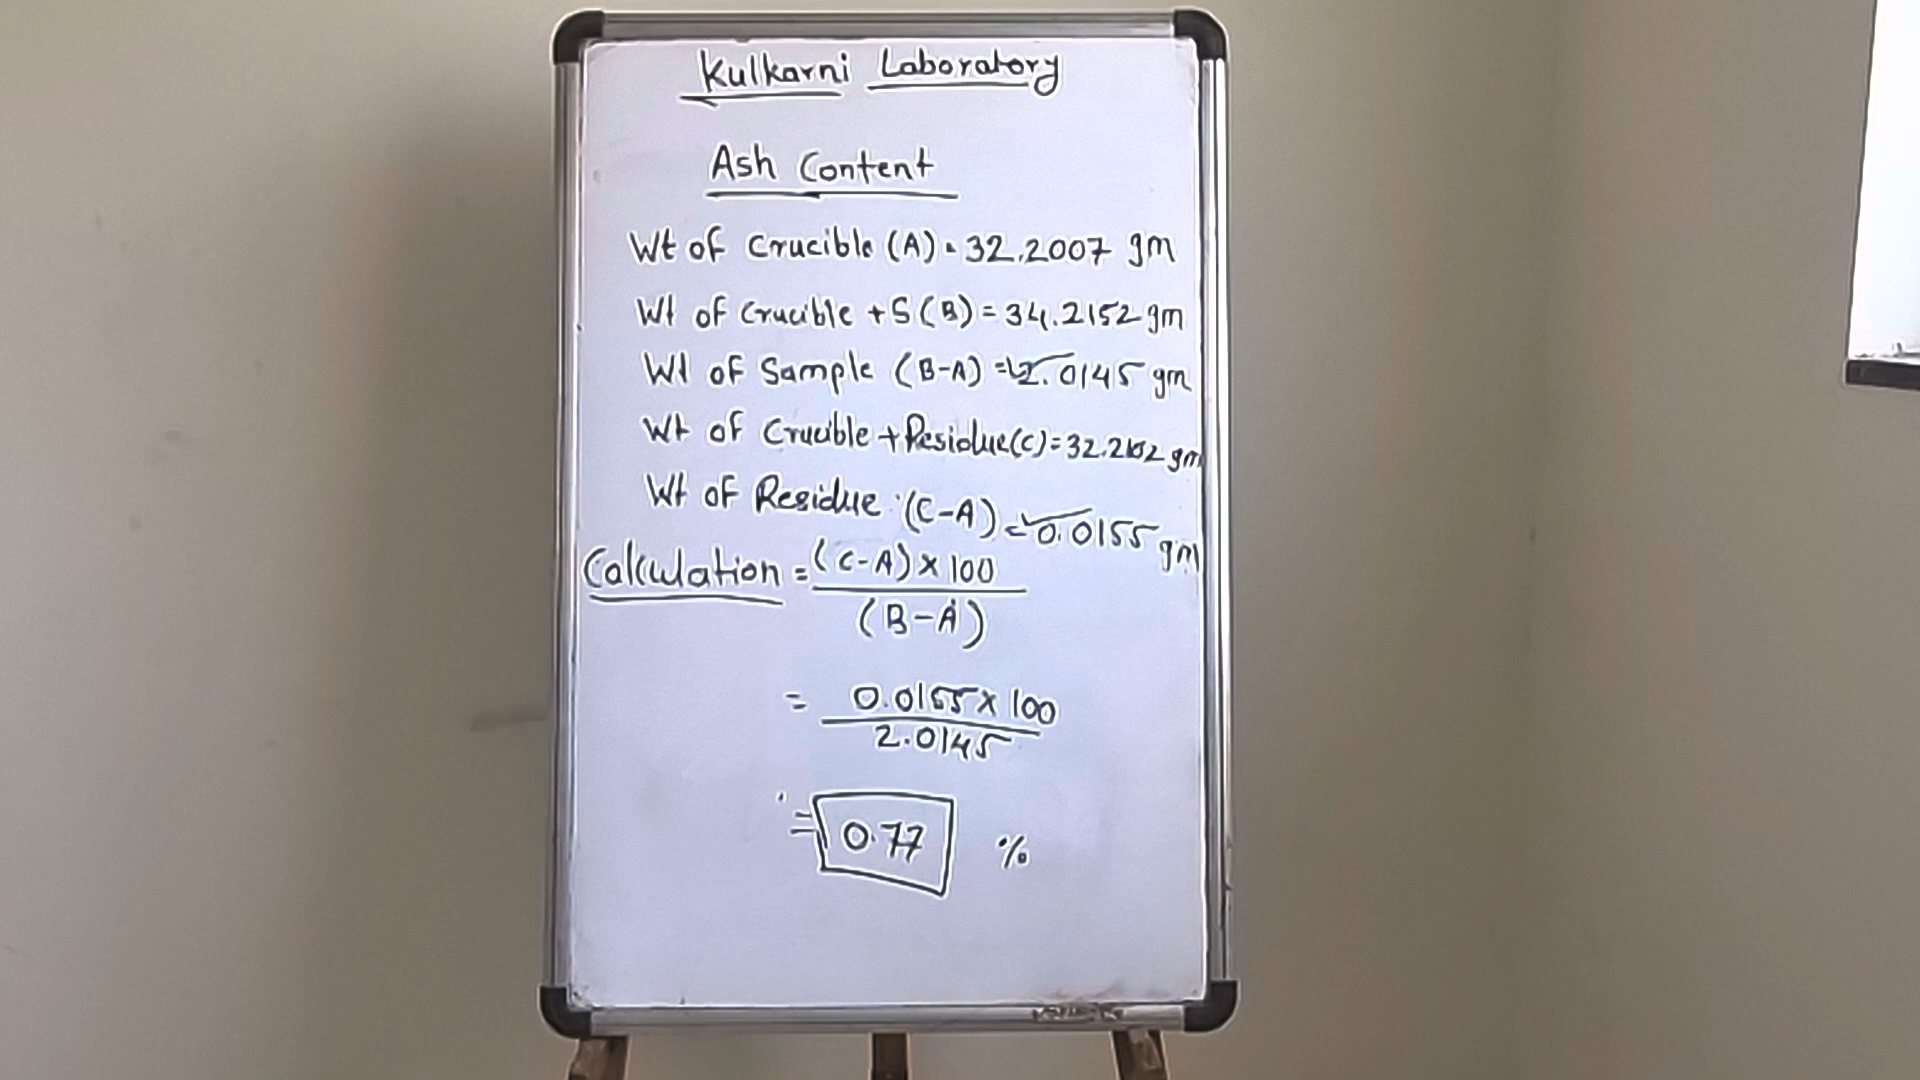 Kulkarni Laboratory
Ash Content
Wt of Crucible (A) = 32.2007 gm
Wt of Crucible + S (B) = 34.2152 gm
Wt of Sample (B-A) = 2.0145 gm
Wt of Crucible + Residue (C) = 32.2162 gm
Wt of Residue (C-A) = 0.0155 gm
Calculation = (C-A) x 100
(B-A)
= 0.0155 x 100
2.0145
= 0.77 %